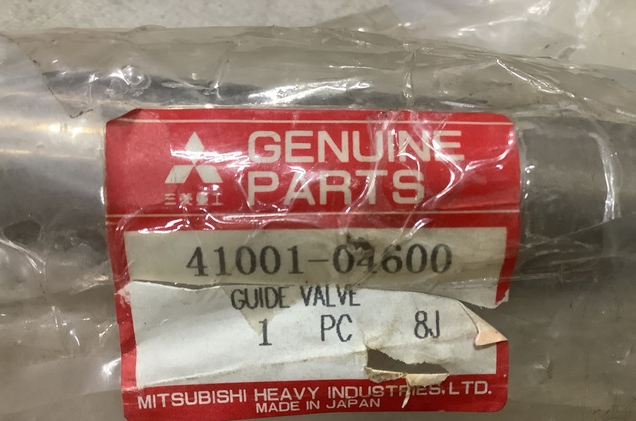 GENUINE
PARTS
三菱重工
41001-04600
GUIDE VALVE
1 PC 8J
MITSUBISHI HEAVY INDUSTRIES, LTD.
MADE IN JAPAN